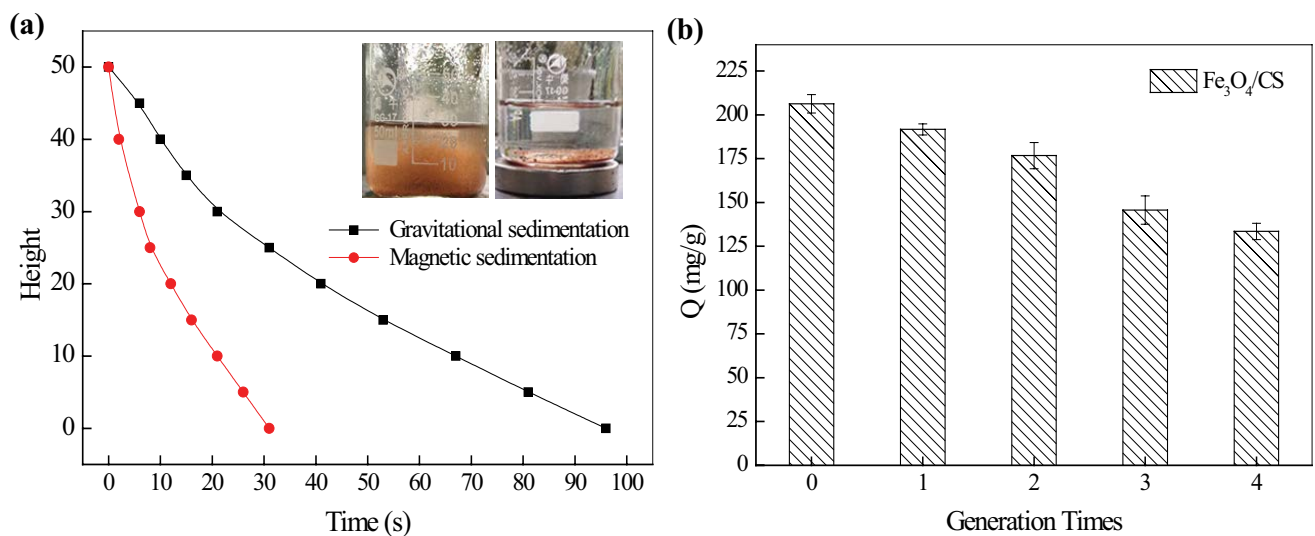 (a)
Height
50
40
30
20
10
0
0 10 20 30 40 50 60 70 80 90 100
Time (s)
Gravitational sedimentation
Magnetic sedimentation
40
10
(b)
Q (mg/g)
225
200
175
150
125
100
75
50
25
0
0 1 2 3 4
Generation Times
Fe₃O₄/CS